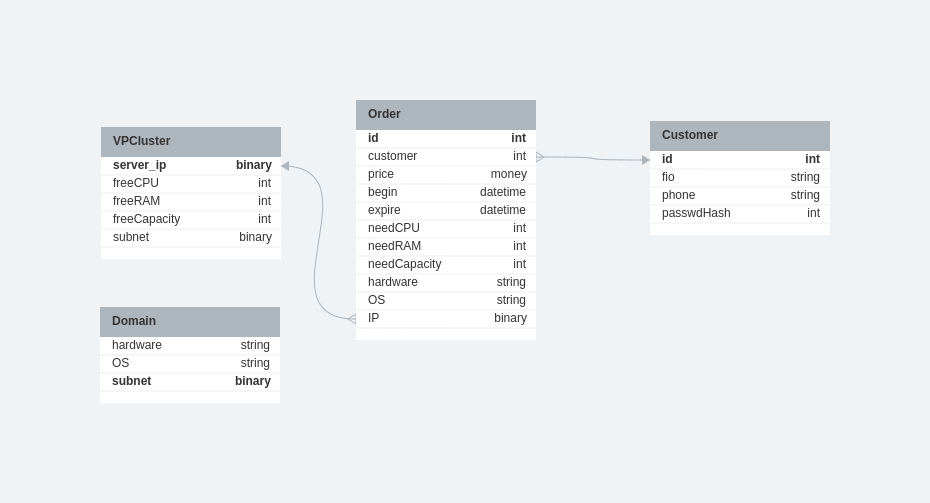 VPCluster
server_ip binary
freeCPU int
freeRAM int
freeCapacity int
subnet binary
Domain
hardware string
OS string
subnet binary
Order
id int
customer int
price money
begin datetime
expire datetime
needCPU int
needRAM int
needCapacity int
hardware string
OS string
IP binary
Customer
id int
fio string
phone string
passwdHash int